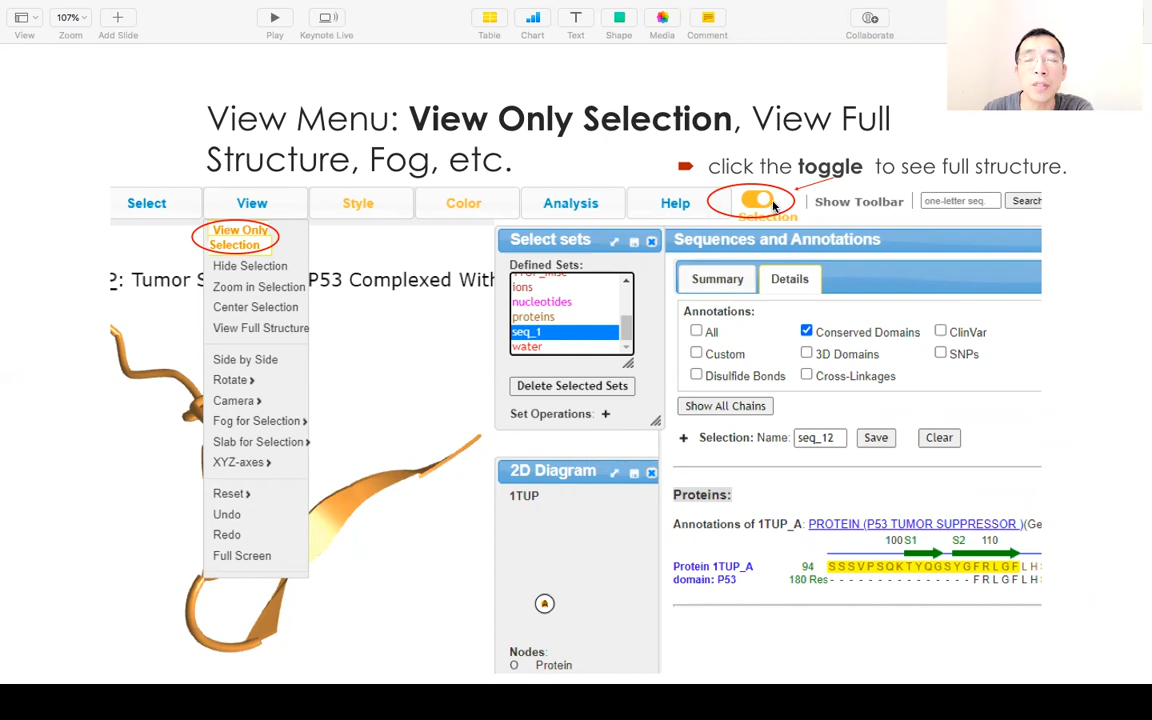 107%
View
Zoom
Add Slide
Play
Keynote Live
Table
Chart
Text
Shape
Media
Comment
Collaborate
View Menu: View Only Selection, View Full
Structure, Fog, etc.
click the toggle to see full structure.
Select
View
Style
Color
Analysis
Help
Selection
Show Toolbar
one-letter seq.
Search
View Only
Selection
Hide Selection
Zoom in Selection
Center Selection
View Full Structure
Side by Side
Rotate
Camera
Fog for Selection
Slab for Selection
XYZ-axes
Reset
Undo
Redo
Full Screen
: Tumor S
P53 Complexed With
Select sets
Defined Sets:
ions
nucleotides
proteins
seq_1
water
Delete Selected Sets
Set Operations: +
2D Diagram
1TUP
A
Nodes:
O Protein
Sequences and Annotations
Summary
Details
Annotations:
All
Conserved Domains
ClinVar
Custom
3D Domains
SNPs
Disulfide Bonds
Cross-Linkages
Show All Chains
+ Selection: Name: seq_12 Save Clear
Proteins:
Annotations of 1TUP_A: PROTEIN (P53 TUMOR SUPPRESSOR )(Ge
100 S1 S2 110
Protein 1TUP_A 94 SSSVPSQKTYQGSYGFRLGFLH
domain: P53 180 Res - - - - - - - - - - - - - - - FRLGFLH